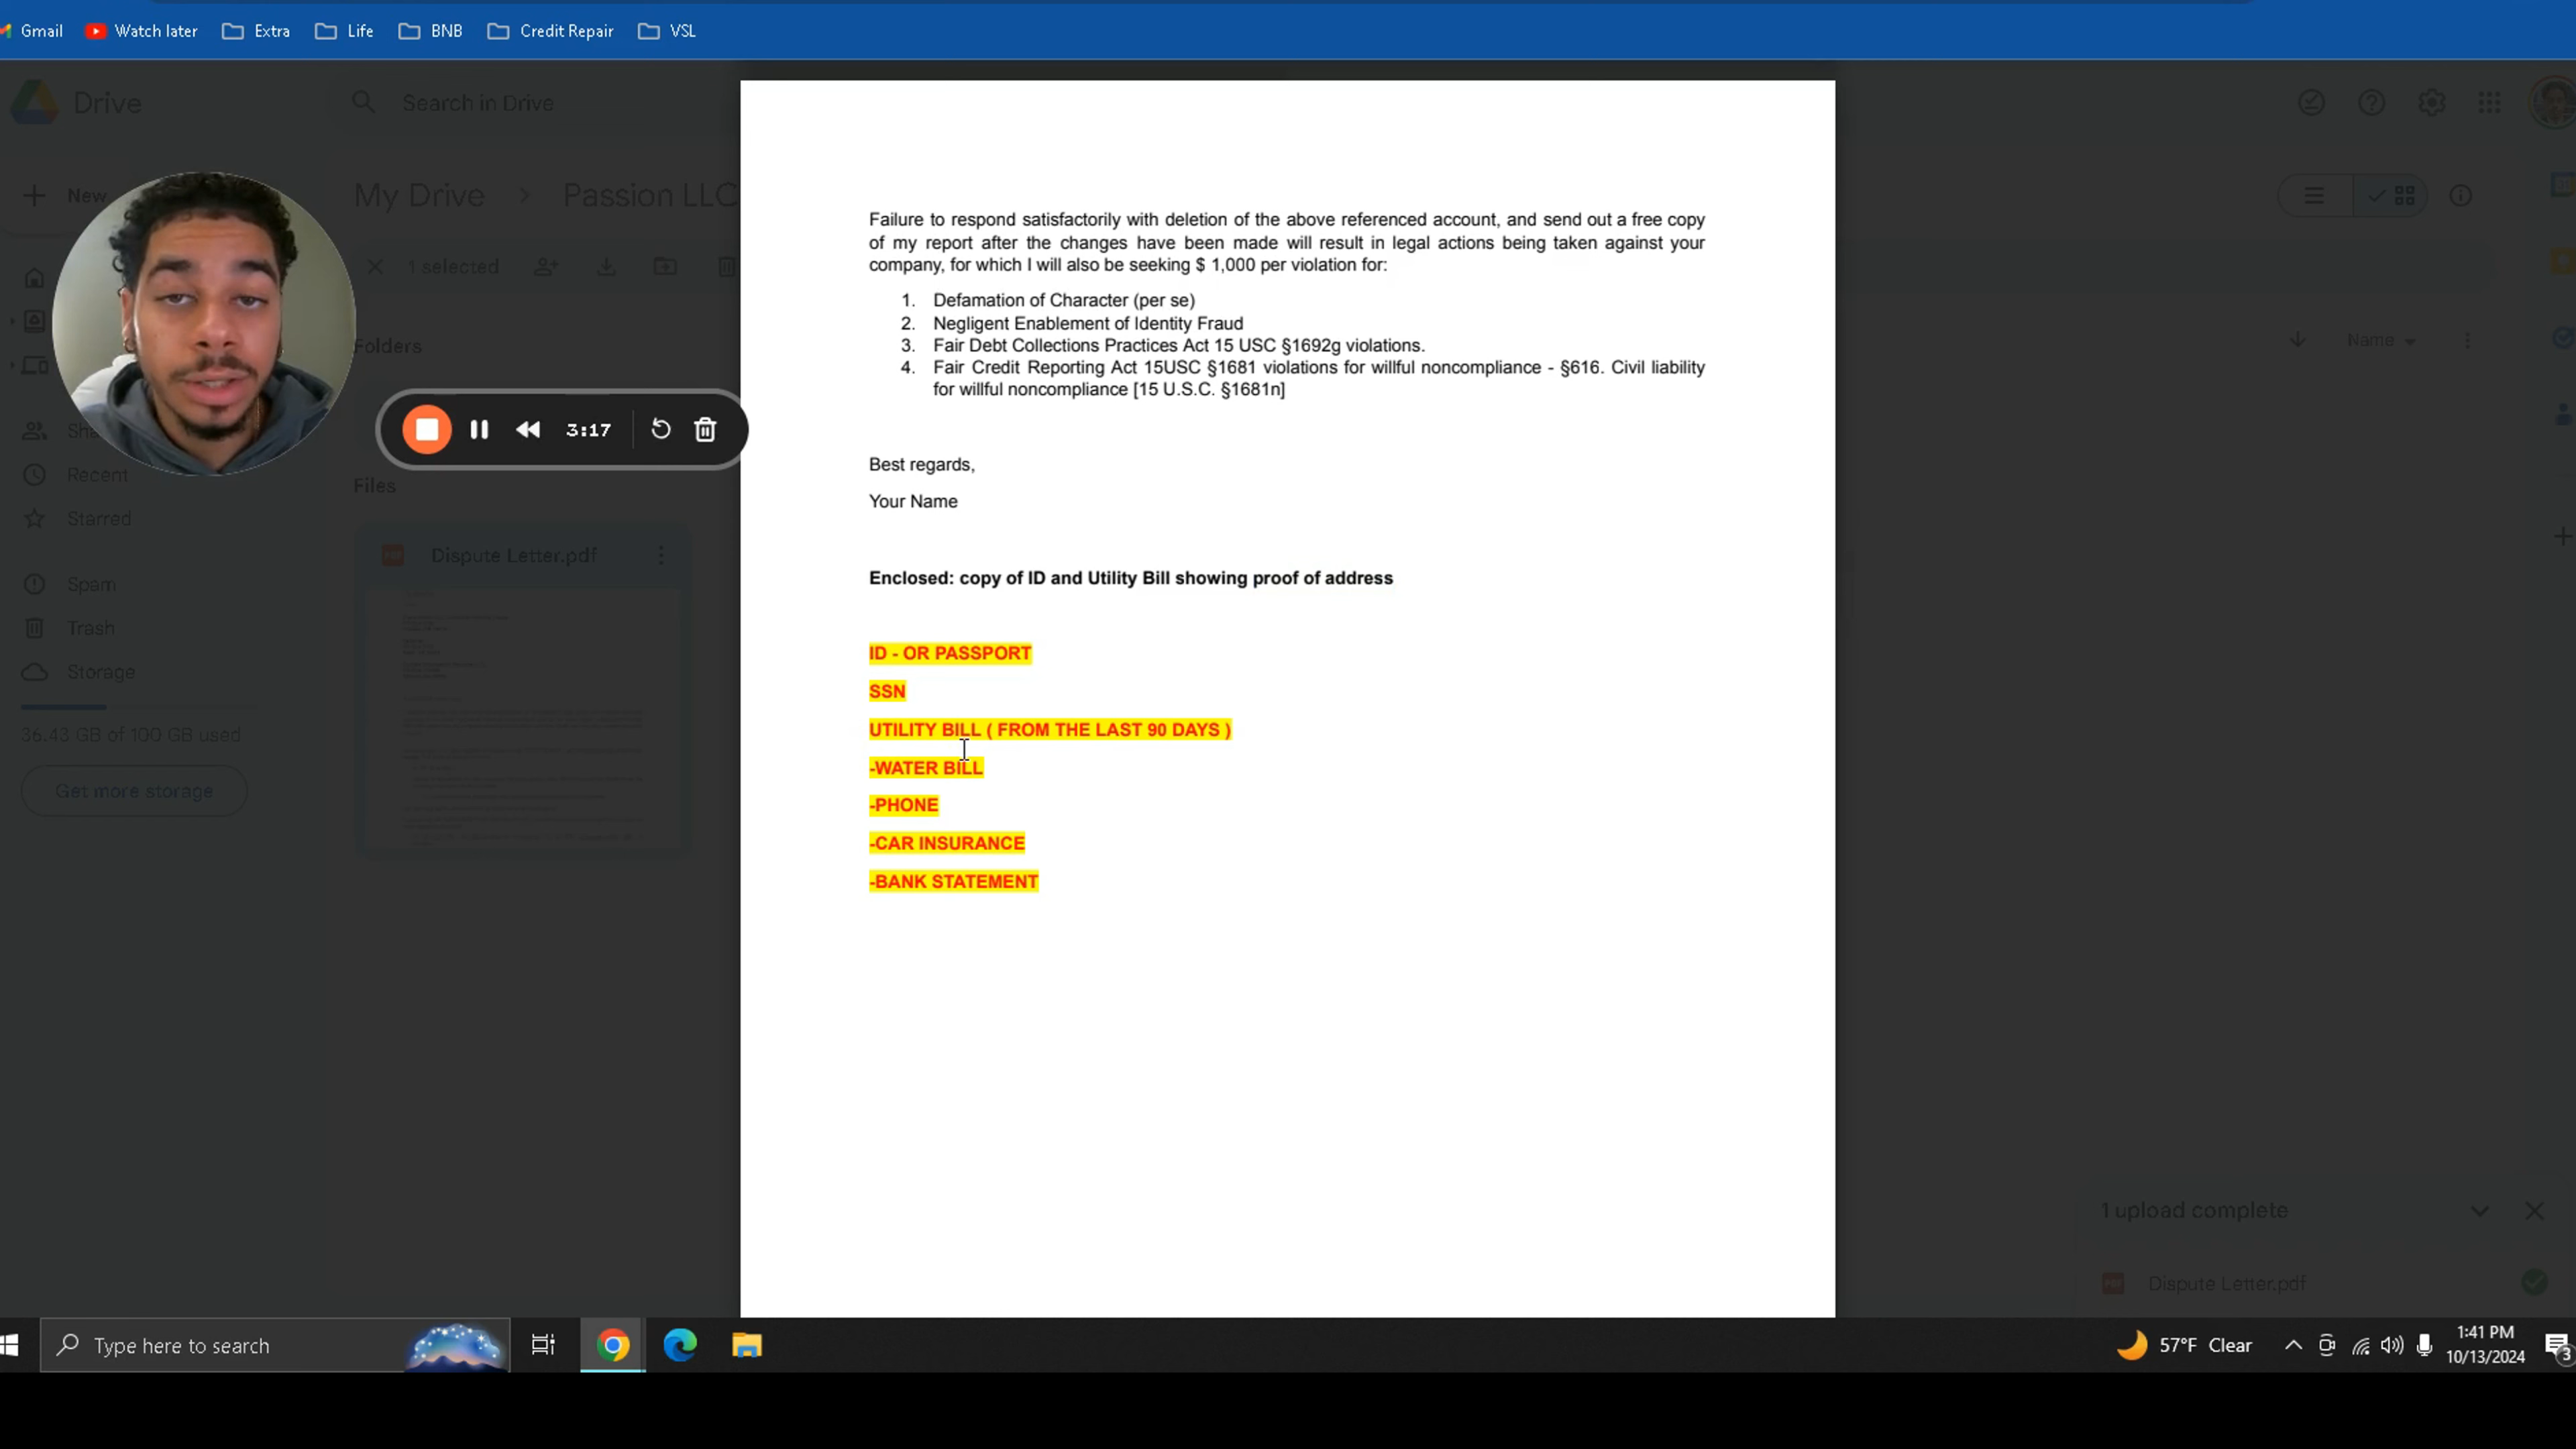 Gmail
Watch later
Extra
Life
BNB
Credit Repair
VSL
Drive
Search in Drive
New
My Drive > Passion LLC
1 selected
Folders
Recent
Files
Starred
Dispute Letter.pdf
Spam
Trash
Storage
36.43 GB of 100 GB used
Get more storage
Name
3:17
Failure to respond satisfactorily with deletion of the above referenced account, and send out a free copy
of my report after the changes have been made will result in legal actions being taken against your
company, for which I will also be seeking $ 1,000 per violation for:
1. Defamation of Character (per se)
2. Negligent Enablement of Identity Fraud
3. Fair Debt Collections Practices Act 15 USC §1692g violations.
4. Fair Credit Reporting Act 15USC §1681 violations for willful noncompliance - §616. Civil liability
for willful noncompliance [15 U.S.C. §1681n]
Best regards,
Your Name
Enclosed: copy of ID and Utility Bill showing proof of address
ID - OR PASSPORT
SSN
UTILITY BILL ( FROM THE LAST 90 DAYS )
-WATER BILL
-PHONE
-CAR INSURANCE
-BANK STATEMENT
1 upload complete
Dispute Letter.pdf
Type here to search
57°F Clear
1:41 PM
10/13/2024
3